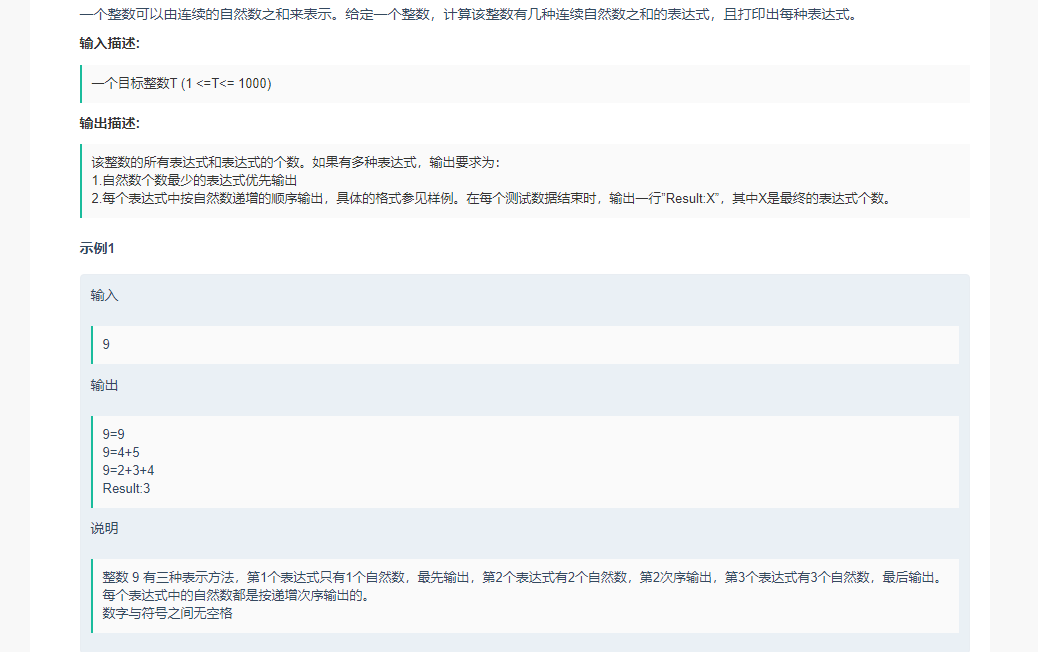 一个整数可以由连续的自然数之和来表示。给定一个整数，计算该整数有几种连续自然数之和的表达式，且打印出每种表达式。
输入描述:
一个目标整数T (1 <=T<= 1000)
输出描述:
该整数的所有表达式和表达式的个数。如果有多种表达式，输出要求为：
1.自然数个数最少的表达式优先输出
2.每个表达式中按自然数递增的顺序输出，具体的格式参见样例。在每个测试数据结束时，输出一行”Result:X”，其中X是最终的表达式个数。
示例1
输入
9
输出
9=9
9=4+5
9=2+3+4
Result:3
说明
整数 9 有三种表示方法，第1个表达式只有1个自然数，最先输出，第2个表达式有2个自然数，第2次序输出，第3个表达式有3个自然数，最后输出。
每个表达式中的自然数都是按递增次序输出的。
数字与符号之间无空格